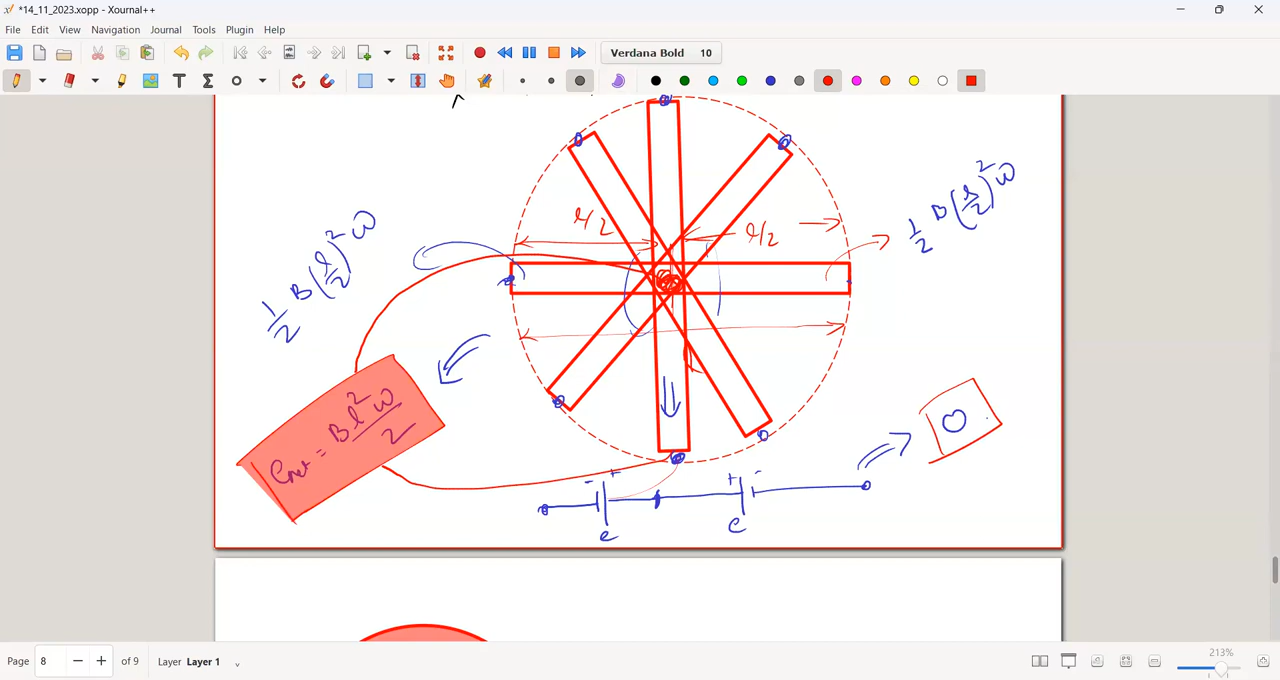 *14_11_2023.xopp - Xournal++
File Edit View Navigation Journal Tools Plugin Help
Verdana Bold 10
l/2
l/2
1/2 B(l/2)²ω
1/2 B(l/2)²ω
e_net = Bl²ω/2
0
- +
+ -
e
e
Page 8 of 9 Layer Layer 1
213%